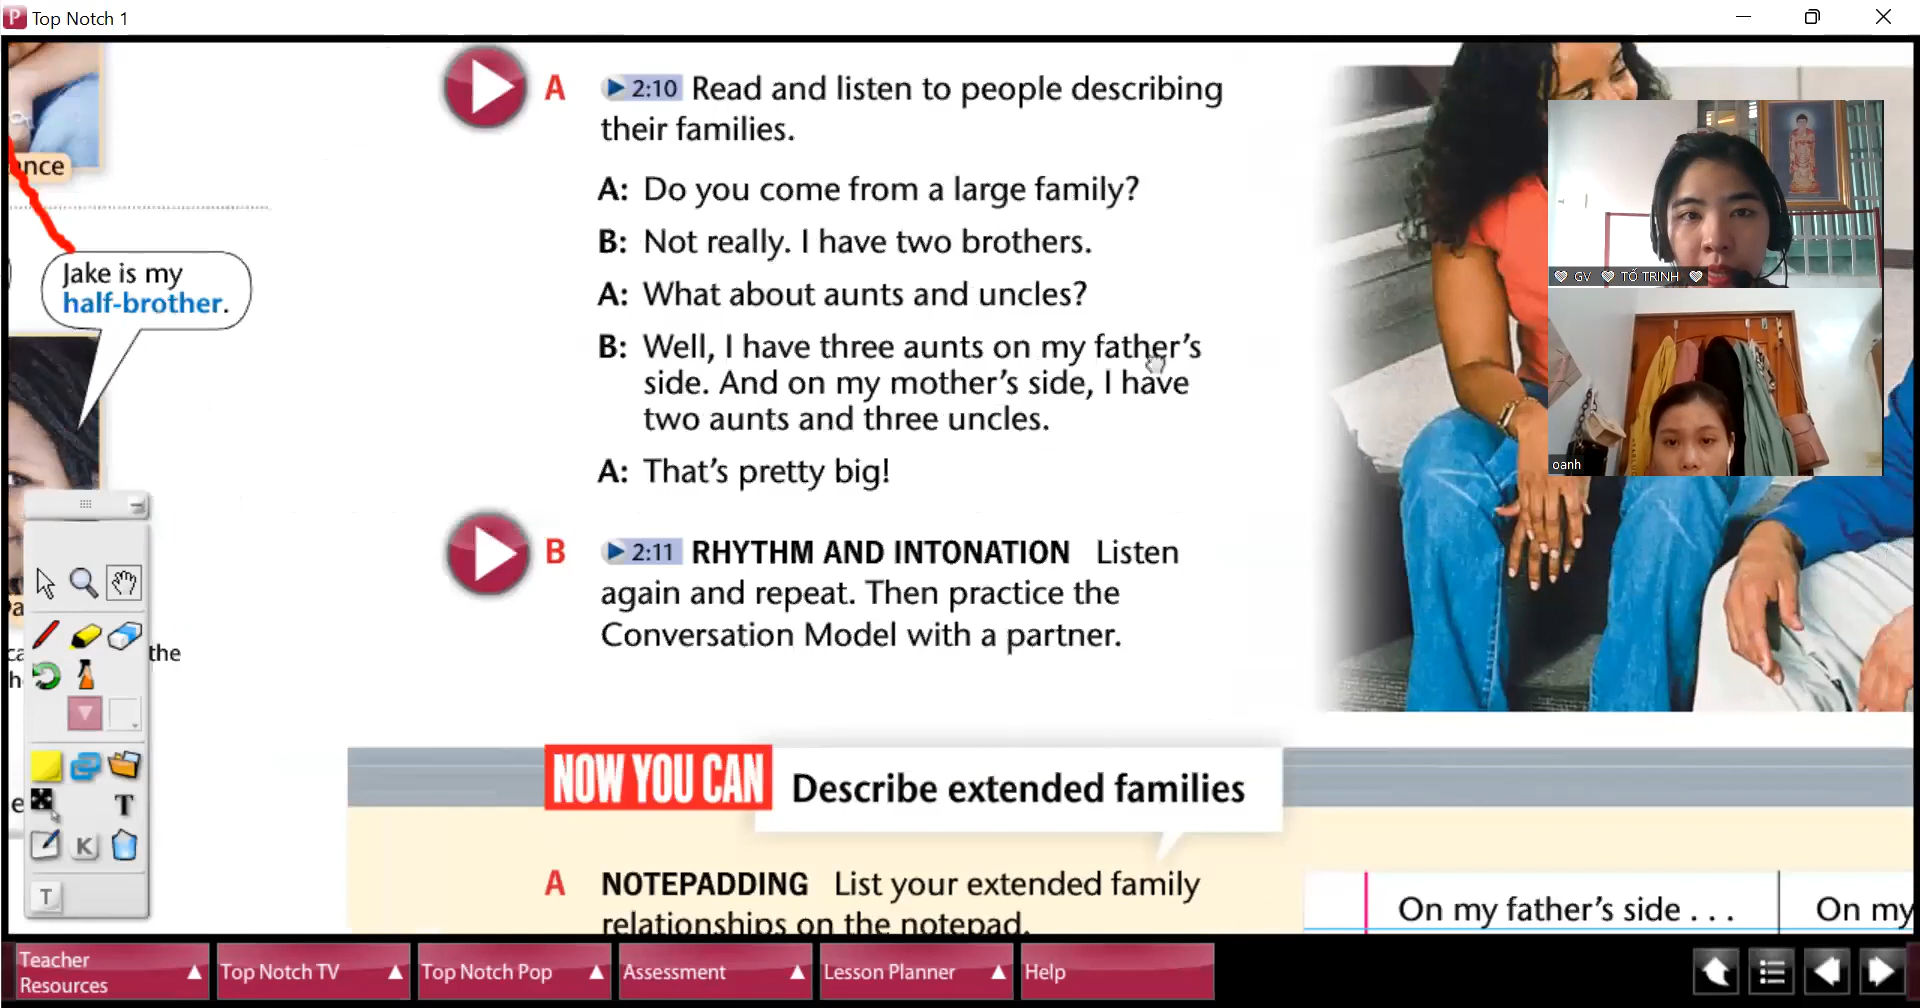 Top Notch 1
A 2:10 Read and listen to people describing
their families.
A: Do you come from a large family?
B: Not really. I have two brothers.
A: What about aunts and uncles?
B: Well, I have three aunts on my father's
side. And on my mother's side, I have
two aunts and three uncles.
A: That's pretty big!
B 2:11 RHYTHM AND INTONATION Listen
again and repeat. Then practice the
Conversation Model with a partner.
NOW YOU CAN Describe extended families
A NOTEPADDING List your extended family
relationships on the notepad.
On my father's side . . .
On my
ance
Jake is my
half-brother.
the
T
K
T
GV TỐ TRINH
oanh
Teacher
Resources
Top Notch TV
Top Notch Pop
Assessment
Lesson Planner
Help